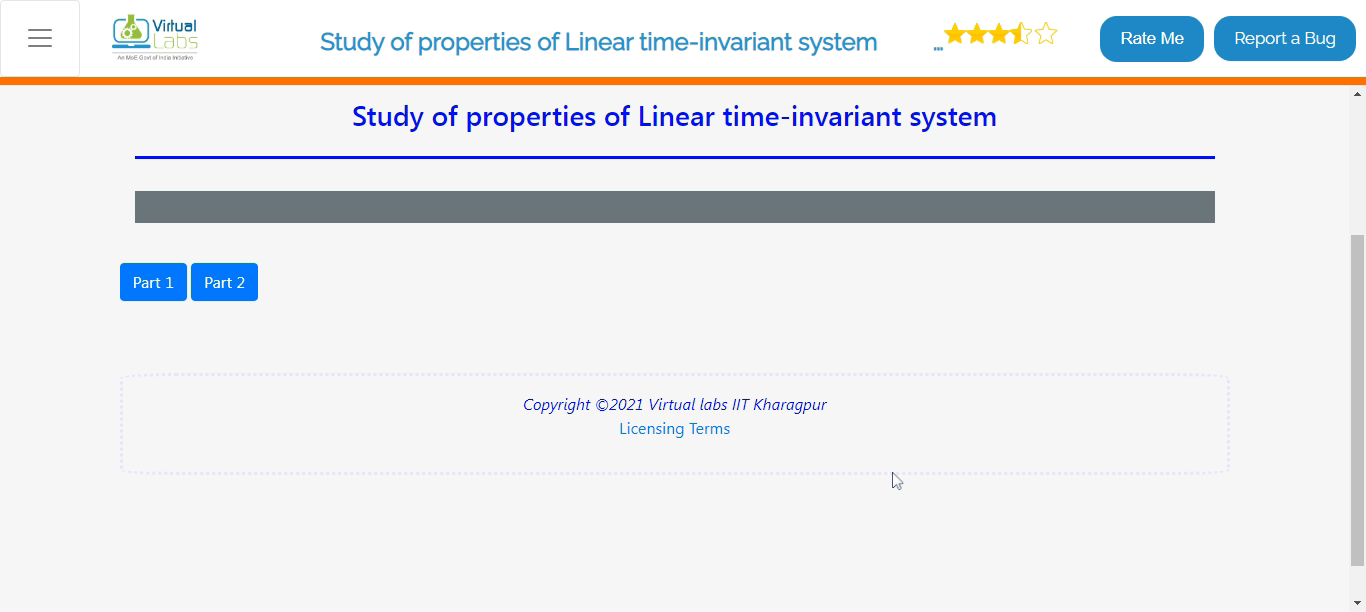 Virtual
Labs
An MoE Govt of India Initiative
Study of properties of Linear time-invariant system
...
Rate Me
Report a Bug
Study of properties of Linear time-invariant system
Part 1
Part 2
Copyright ©2021 Virtual labs IIT Kharagpur
Licensing Terms